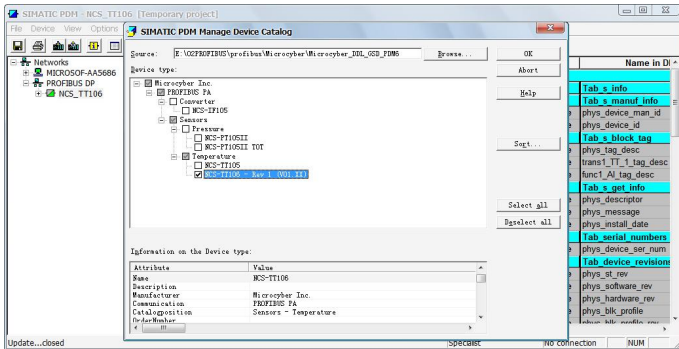 SIMATIC PDM - NCS_TT106 [Temporary project]
File Device View Options
SIMATIC PDM Manage Device Catalog
Source: E:\O2PROFIBUS\profibus\Microcyber\Microcyber_DDL_GSD_PDM6 Browse... OK
Device type: Abort
Help
Sort...
Select all
Deselect all
Networks
MICROSOF-AA5686
PROFIBUS DP
NCS_TT106
Microcyber Inc.
PROFIBUS PA
Converter
NCS-IF105
Sensors
Pressure
NCS-PT105II
NCS-PT105II TOT
Temperature
NCS-TT105
NCS-TT106 - Rev 1 (V01.XX)
Information on the Device type:
Attribute Value
Name NCS-TT106
Description
Manufacturer Microcyber Inc.
Communication PROFIBUS PA
Catalogposition Sensors - Temperature
OrderNumber
Name in
Tab_s_info
Tab_s_manuf_info
phys_device_man_id
phys_device_id
Tab_s_block_tag
phys_tag_desc
trans1_TT_1_tag_desc
func1_AI_tag_desc
Tab_s_get_info
phys_descriptor
phys_message
phys_install_date
Tab_serial_numbers
phys_device_ser_num
Tab_device_revisions
phys_st_rev
phys_software_rev
phys_hardware_rev
phys_blk_profile
Update...closed Specialist No connection NUM